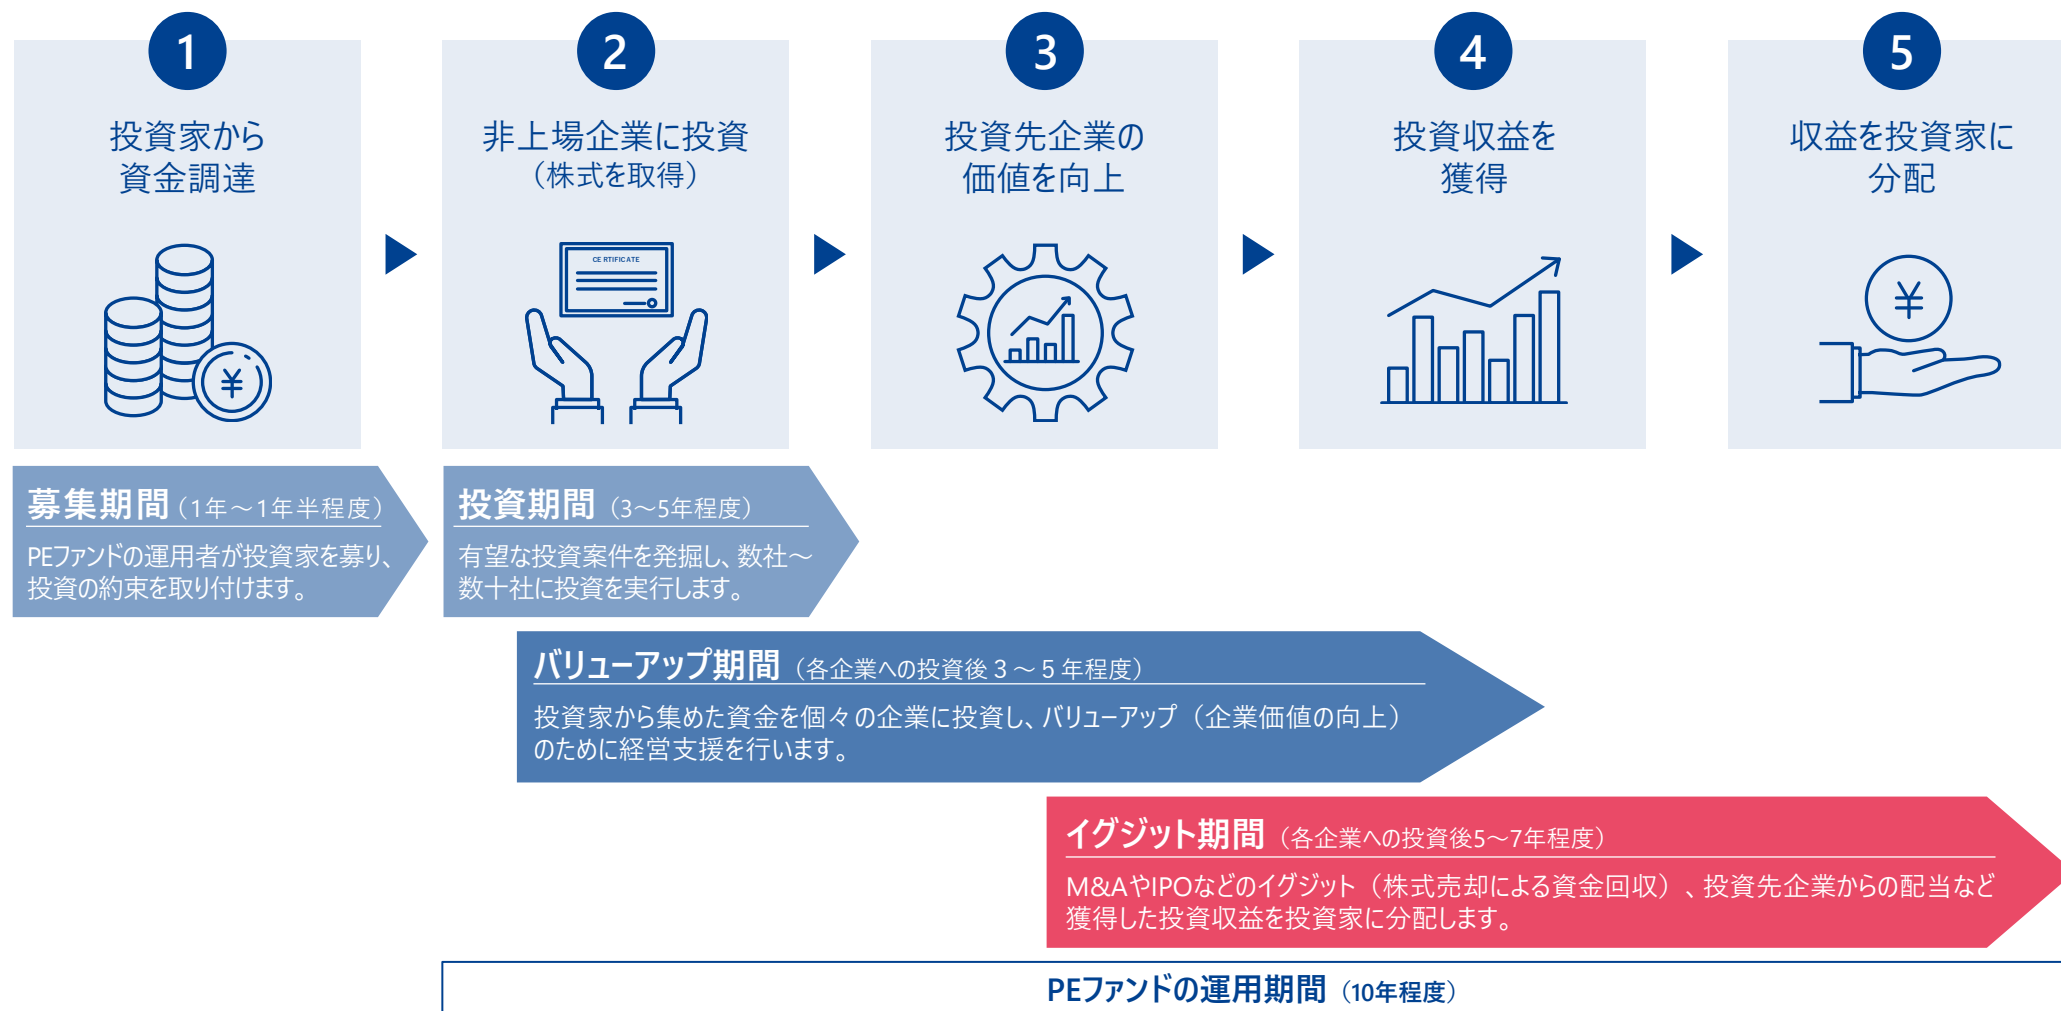 1
投資家から
資金調達
2
非上場企業に投資
（株式を取得）
CERTIFICATE
3
投資先企業の
価値を向上
4
投資収益を
獲得
5
収益を投資家に
分配
¥
¥
募集期間（1年～1年半程度）
PEファンドの運用者が投資家を募り、
投資の約束を取り付けます。
投資期間（3～5年程度）
有望な投資案件を発掘し、数社～
数十社に投資を実行します。
バリューアップ期間（各企業への投資後３～５年程度）
投資家から集めた資金を個々の企業に投資し、バリューアップ（企業価値の向上）
のために経営支援を行います。
イグジット期間（各企業への投資後5～7年程度）
M&AやIPOなどのイグジット（株式売却による資金回収）、投資先企業からの配当など
獲得した投資収益を投資家に分配します。
PEファンドの運用期間（10年程度）